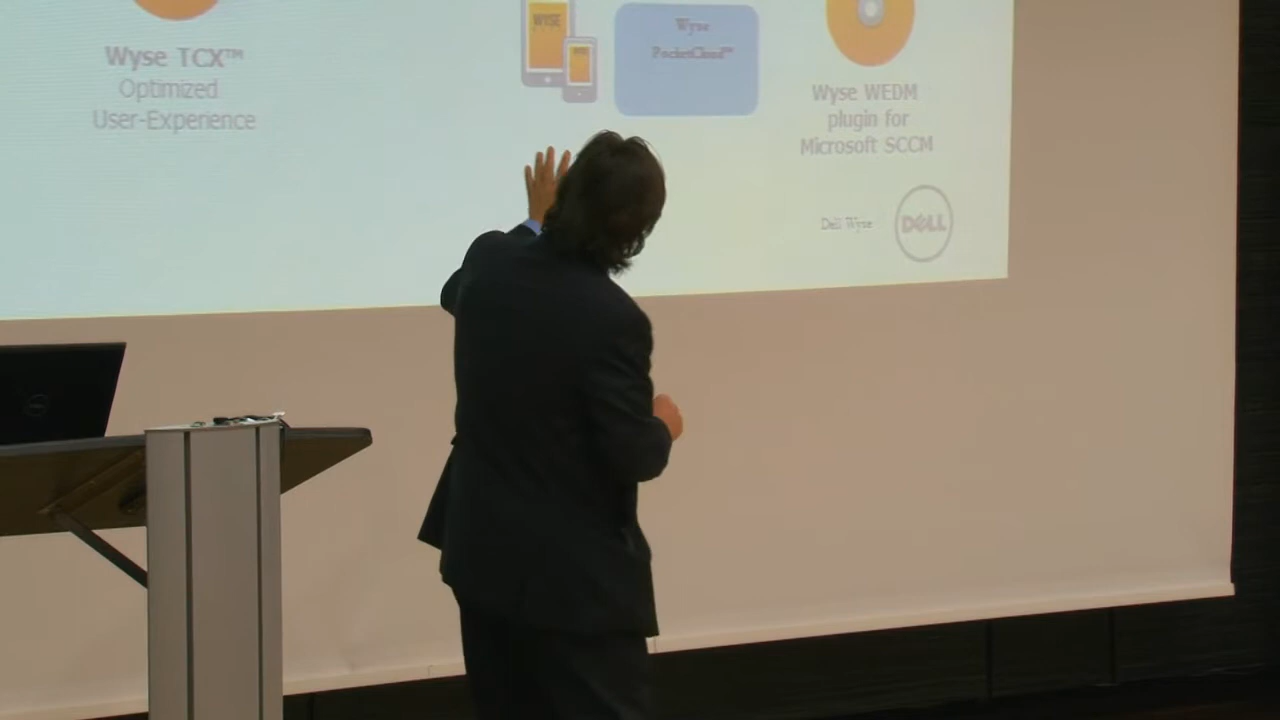 Wyse TCX™
Optimized
User-Experience
WYSE
Wyse
PocketCloud™
Wyse WEDM
plugin for
Microsoft SCCM
Dell Wyse
DELL